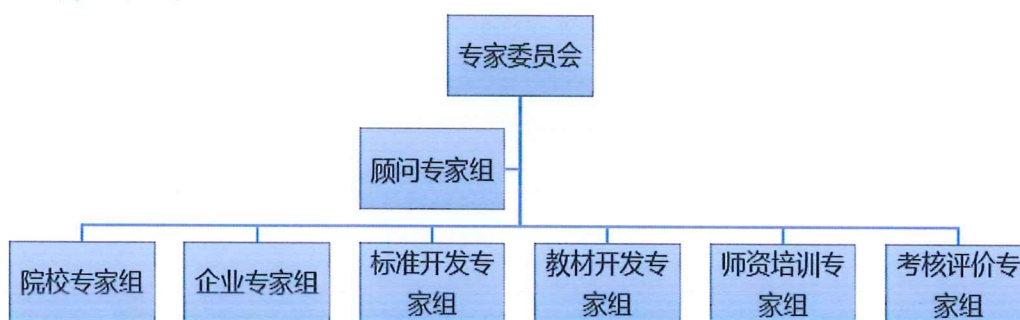 专家委员会
顾问专家组
院校专家组
企业专家组
标准开发专
家组
教材开发专
家组
师资培训专
家组
考核评价专
家组